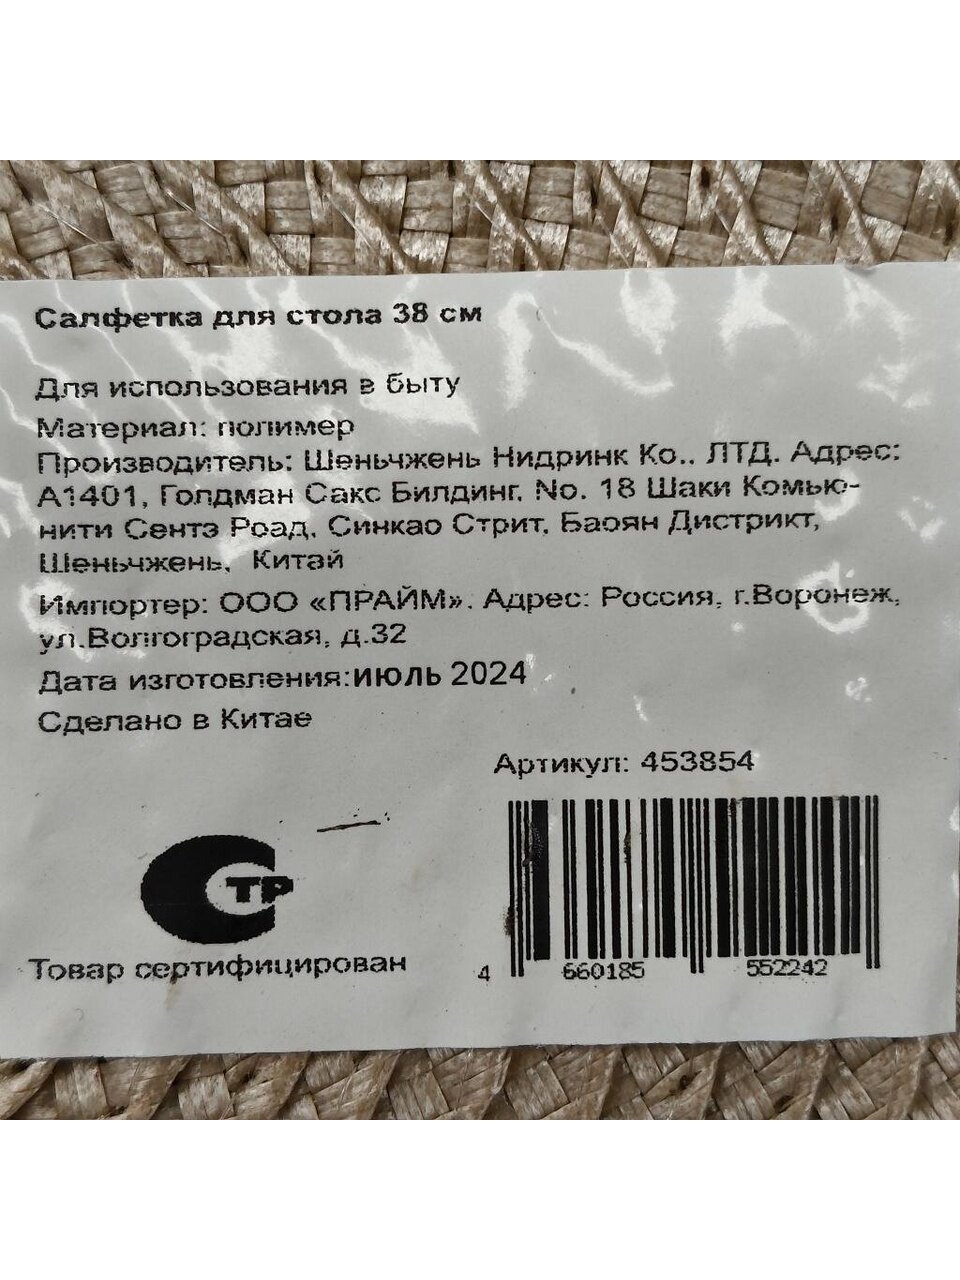 Салфетка для стола 38 см
Для использования в быту
Материал: полимер
Производитель: Шеньчжень Нидринк Ко.. ЛТД. Адрес:
А1401, Голдман Сакс Билдинг, No. 18 Шаки Комью-
нити Сентэ Роад, Синкао Стрит, Баоян Дистрикт,
Шеньчжень, Китай
Импортер: ООО «ПРАЙМ». Адрес: Россия, г.Воронеж,
ул.Волгоградская, д.32
Дата изготовления:ИЮЛЬ 2024
Сделано в Китае
Артикул: 453854
ТР
Товар сертифицирован
4 660185 552242